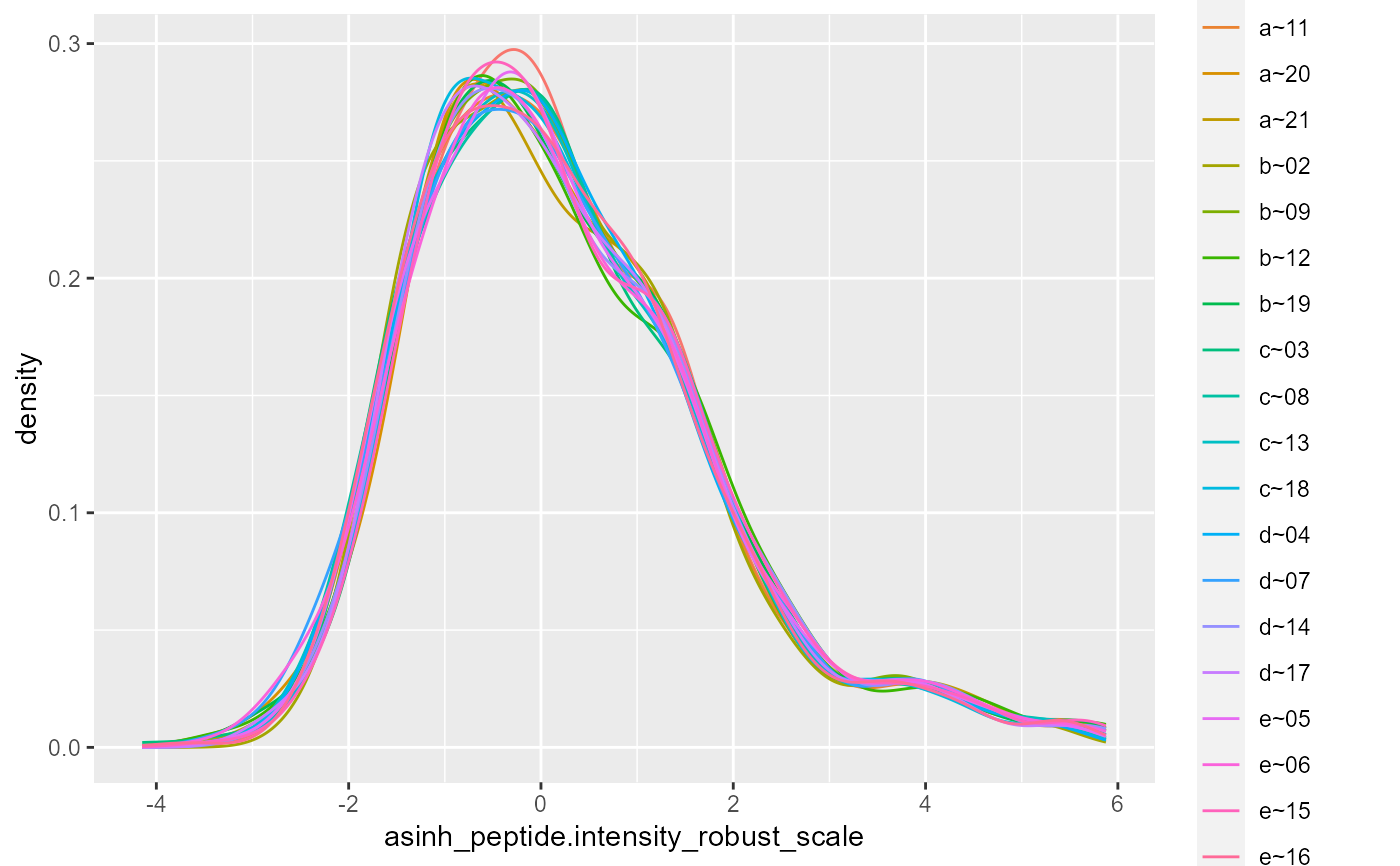 0.3
0.2
0.1
0.0
density
-4 -2 0 2 4 6
asinh_peptide.intensity_robust_scale
a~11
a~20
a~21
b~02
b~09
b~12
b~19
c~03
c~08
c~13
c~18
d~04
d~07
d~14
d~17
e~05
e~06
e~15
e~16